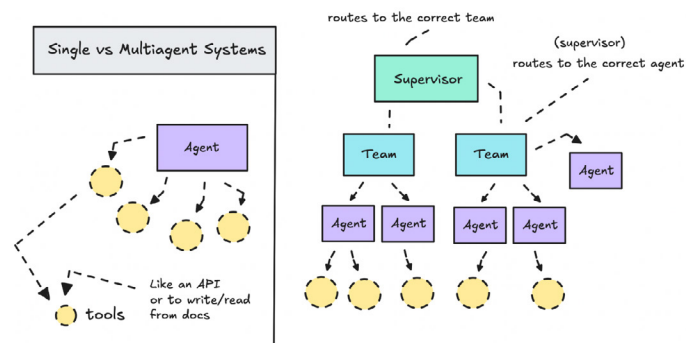 Single vs Multiagent Systems
Agent
Like an API
or to write/read
from docs
tools
routes to the correct team
Supervisor
(supervisor)
routes to the correct agent
Team
Team
Agent
Agent
Agent
Agent
Agent